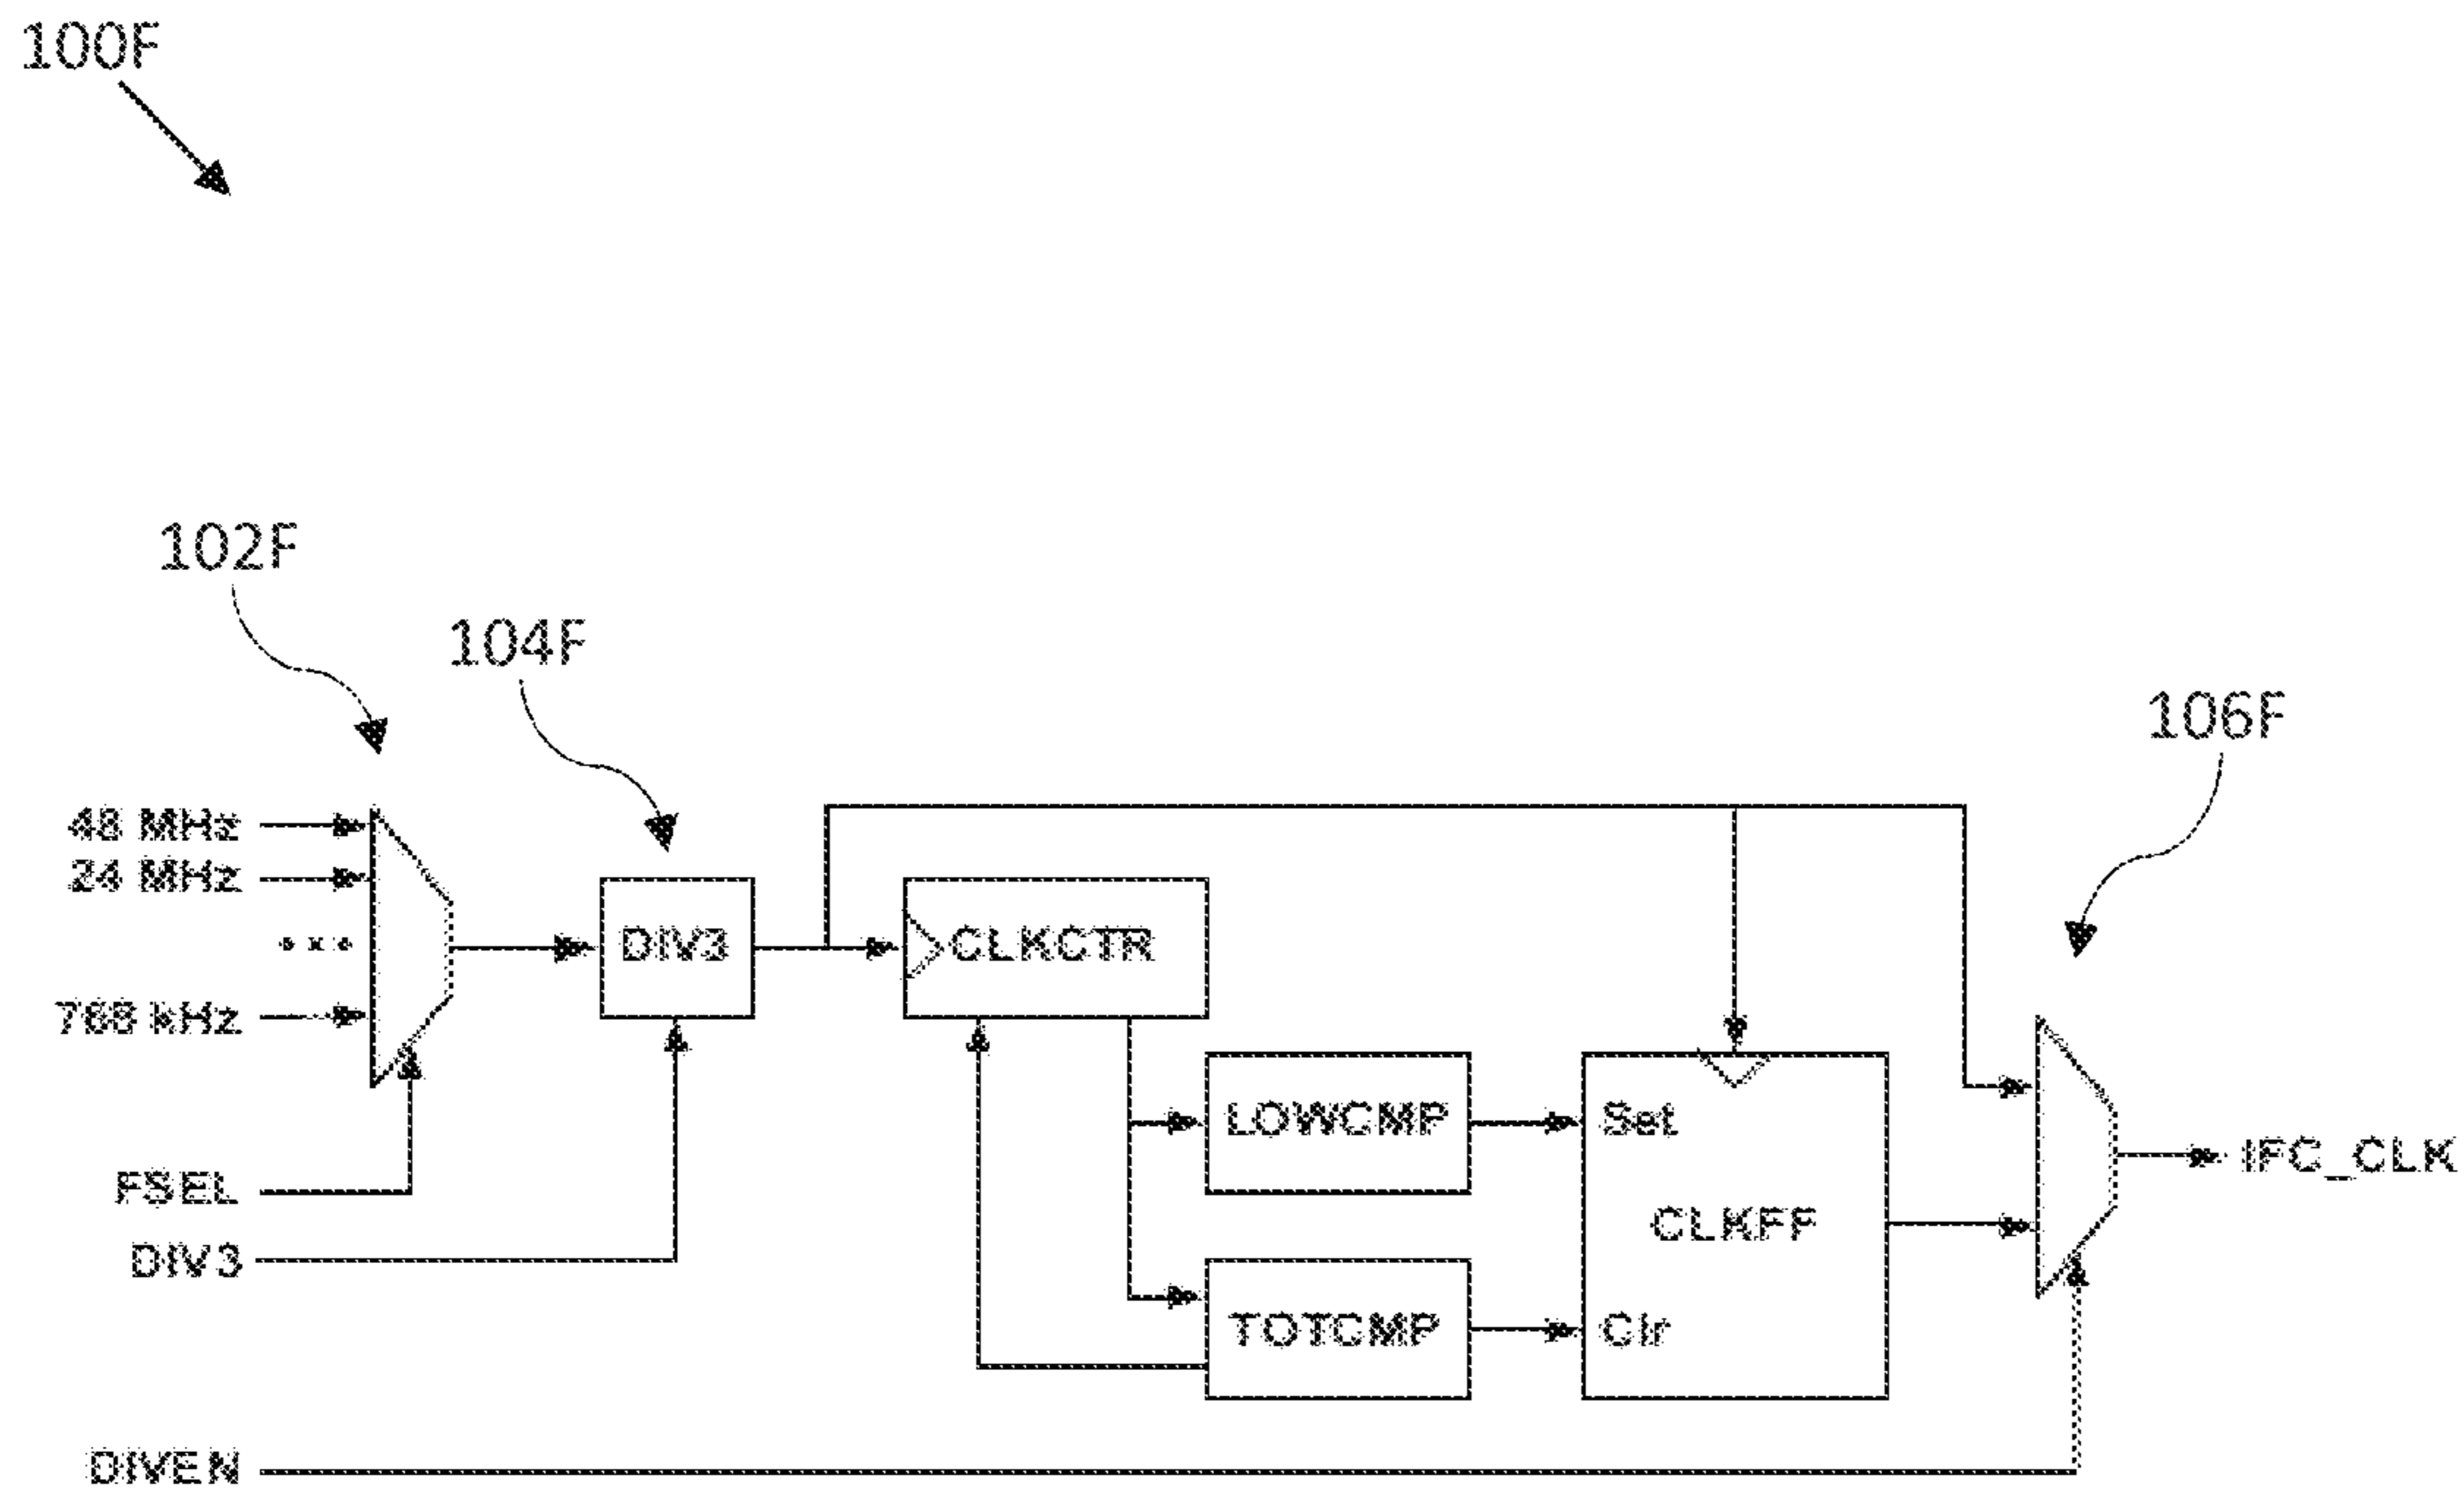 100F
102F
104F
106F
48 MHz
24 MHz
...
768 kHz
DIV3
CLKCTR
LOWCMP
Set
IFC_CLK
FSEL
CLKFF
DIV3
TOTCMP
Clr
DIVEN